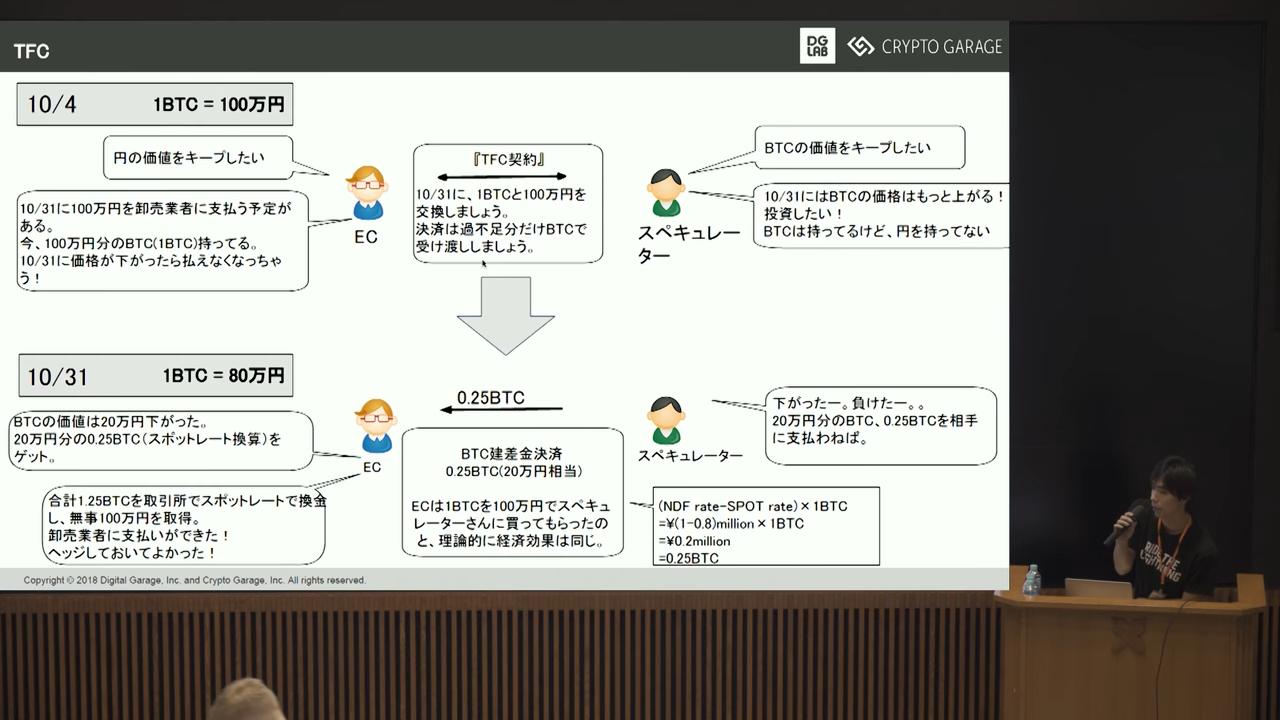 TFC
DG
LAB
CRYPTO GARAGE
10/4 1BTC = 100万円
円の価値をキープしたい
10/31に100万円を卸売業者に支払う予定が
ある。
今、100万円分のBTC(1BTC)持ってる。
10/31に価格が下がったら払えなくなっちゃ
う！
EC
『TFC契約』
10/31に、1BTCと100万円を
交換しましょう。
決済は過不足分だけBTCで
受け渡ししましょう。
BTCの価値をキープしたい
10/31にはBTCの価格はもっと上がる！
投資したい！
BTCは持ってるけど、円を持ってない
スペキュレー
ター
10/31 1BTC = 80万円
BTCの価値は20万円下がった。
20万円分の0.25BTC（スポットレート換算）を
ゲット。
合計1.25BTCを取引所でスポットレートで換金
し、無事100万円を取得。
卸売業者に支払いができた！
ヘッジしておいてよかった！
EC
0.25BTC
BTC建差金決済
0.25BTC(20万円相当)
ECは1BTCを100万円でスペキュ
レーターさんに買ってもらったの
と、理論的に経済効果は同じ。
スペキュレーター
下がったー。負けたー。。
20万円分のBTC、0.25BTCを相手
に支払わねば。
(NDF rate-SPOT rate) × 1BTC
=¥(1-0.8)million × 1BTC
=¥0.2million
=0.25BTC
Copyright © 2018 Digital Garage, Inc. and Crypto Garage, Inc. All rights reserved.
RIDE THE
LIGHTNING